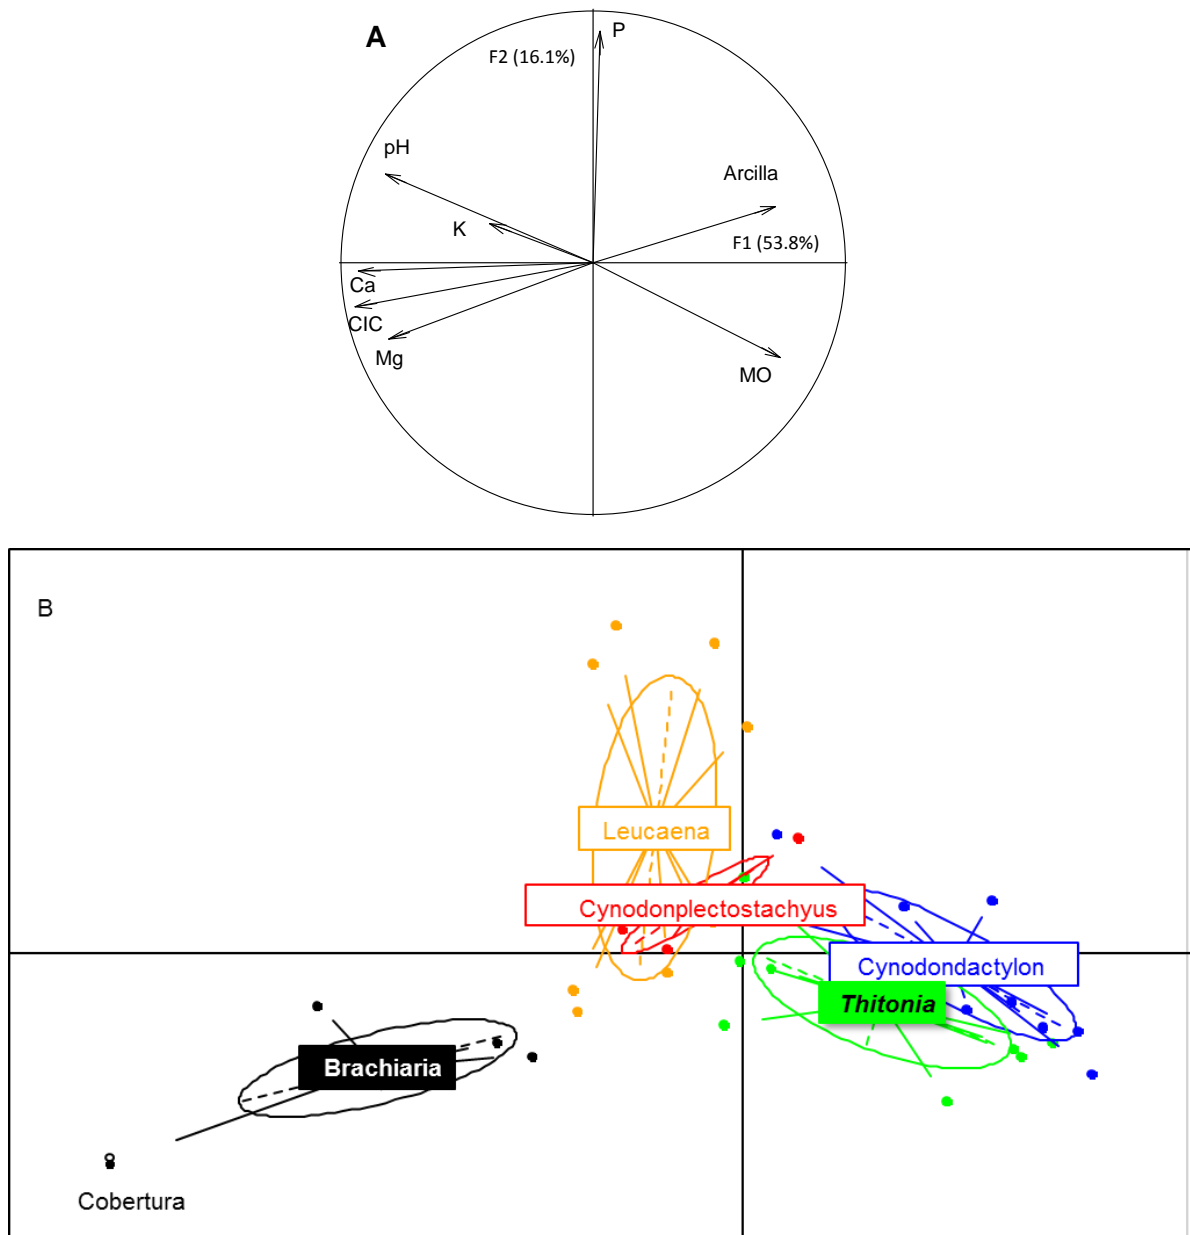 A
P
F2 (16.1%)
pH
Arcilla
K
F1 (53.8%)
Ca
CIC
Mg
MO
B
Leucaena
Cynodonplectostachyus
Cynodondactylon
Thitonia
Brachiaria
Cobertura